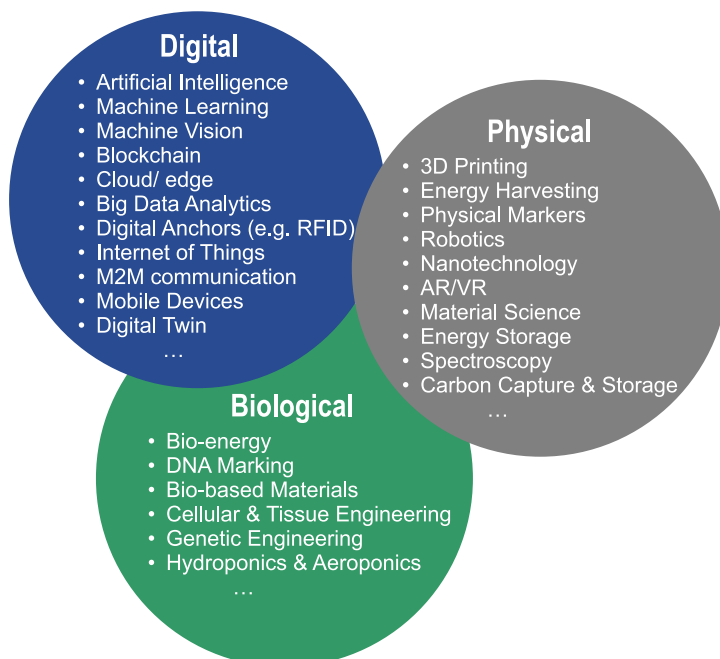 Digital
• Artificial Intelligence
• Machine Learning
• Machine Vision
• Blockchain
• Cloud/ edge
• Big Data Analytics
• Digital Anchors (e.g. RFID)
• Internet of Things
• M2M communication
• Mobile Devices
• Digital Twin
…
Physical
• 3D Printing
• Energy Harvesting
• Physical Markers
• Robotics
• Nanotechnology
• AR/VR
• Material Science
• Energy Storage
• Spectroscopy
• Carbon Capture & Storage
…
Biological
• Bio-energy
• DNA Marking
• Bio-based Materials
• Cellular & Tissue Engineering
• Genetic Engineering
• Hydroponics & Aeroponics
…